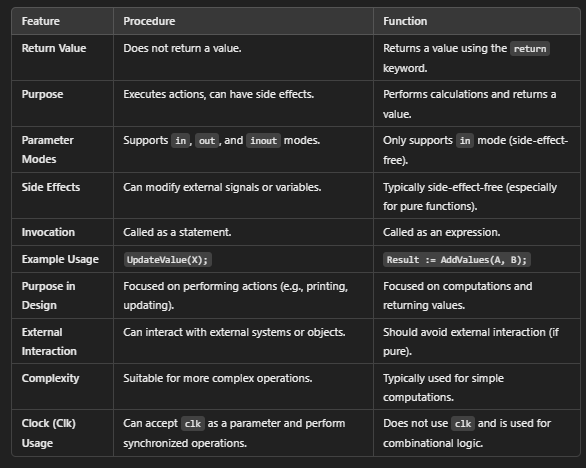 Feature Procedure Function
Return Value Does not return a value. Returns a value using the return
keyword.
Purpose Executes actions, can have side effects. Performs calculations and returns a
value.
Parameter Supports in, out, and inout modes. Only supports in mode (side-effect-
Modes free).
Side Effects Can modify external signals or variables. Typically side-effect-free (especially
for pure functions).
Invocation Called as a statement. Called as an expression.
Example Usage UpdateValue(X); Result := AddValues(A, B);
Purpose in Focused on performing actions (e.g., printing, Focused on computations and
Design updating). returning values.
External Can interact with external systems or objects. Should avoid external interaction (if
Interaction pure).
Complexity Suitable for more complex operations. Typically used for simple
computations.
Clock (Clk) Can accept clk as a parameter and perform Does not use clk and is used for
Usage synchronized operations. combinational logic.